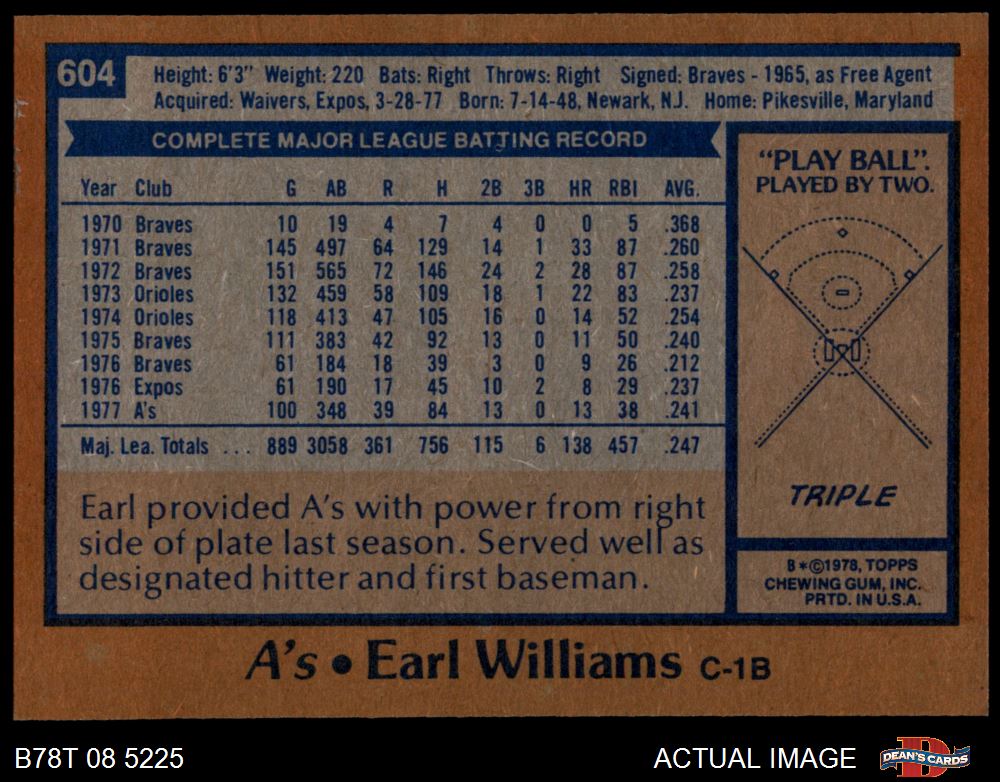 604
Height: 6'3" Weight: 220 Bats: Right Throws: Right Signed: Braves - 1965, as Free Agent
Acquired: Waivers, Expos, 3-28-77 Born: 7-14-48, Newark, N.J. Home: Pikesville, Maryland
COMPLETE MAJOR LEAGUE BATTING RECORD
Year Club G AB R H 2B 3B HR RBI AVG.
1970 Braves 10 19 4 7 4 0 0 5 .368
1971 Braves 145 497 64 129 14 1 33 87 .260
1972 Braves 151 565 72 146 24 2 28 87 .258
1973 Orioles 132 459 58 109 18 1 22 83 .237
1974 Orioles 118 413 47 105 16 0 14 52 .254
1975 Braves 111 383 42 92 13 0 11 50 .240
1976 Braves 61 184 18 39 3 0 9 26 .212
1976 Expos 61 190 17 45 10 2 8 29 .237
1977 A's 100 348 39 84 13 0 13 38 .241
Maj. Lea. Totals ... 889 3058 361 756 115 6 138 457 .247
Earl provided A's with power from right
side of plate last season. Served well as
designated hitter and first baseman.
"PLAY BALL".
PLAYED BY TWO.
TRIPLE
B*©1978, TOPPS
CHEWING GUM, INC.
PRTD. IN U.S.A.
A's • Earl Williams C-1B
B78T 08 5225
ACTUAL IMAGE
DEAN'S CARDS